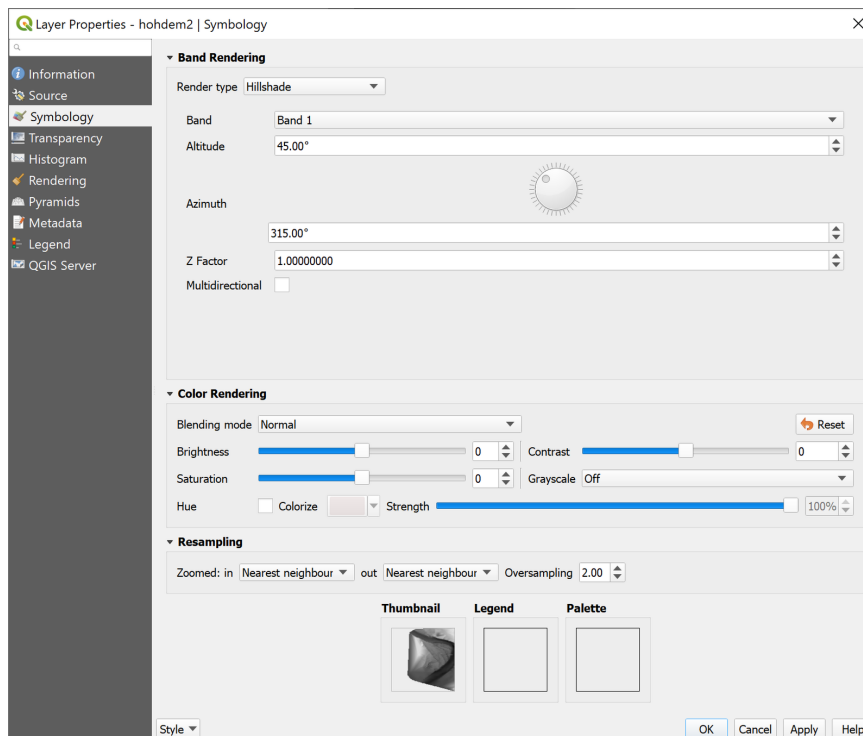 Layer Properties - hohdem2 | Symbology
Information
Source
Symbology
Transparency
Histogram
Rendering
Pyramids
Metadata
Legend
QGIS Server
Band Rendering
Render type Hillshade
Band Band 1
Altitude 45.00°
Azimuth
315.00°
Z Factor 1.00000000
Multidirectional
Color Rendering
Blending mode Normal Reset
Brightness 0 Contrast 0
Saturation 0 Grayscale Off
Hue Colorize Strength 100%
Resampling
Zoomed: in Nearest neighbour out Nearest neighbour Oversampling 2.00
Thumbnail Legend Palette
Style OK Cancel Apply Help